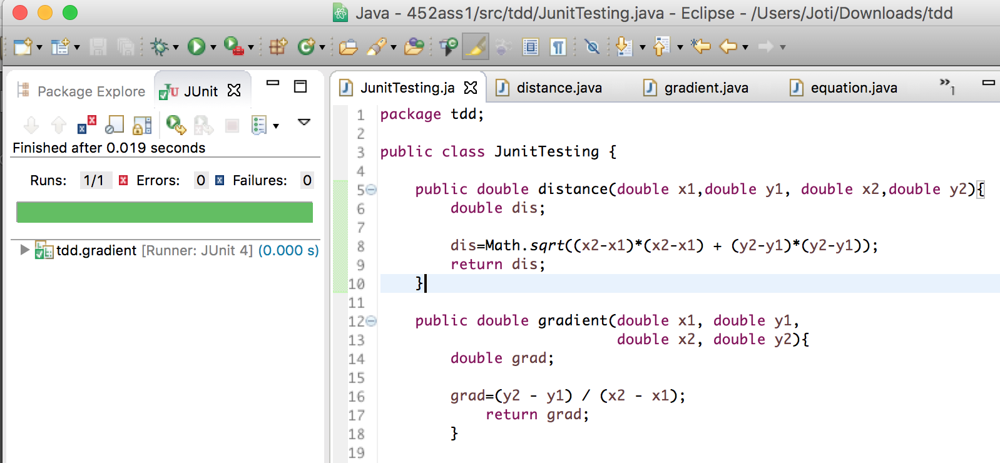 Java - 452ass1/src/tdd/JunitTesting.java - Eclipse - /Users/Joti/Downloads/tdd
Package Explore JUnit
Finished after 0.019 seconds
Runs: 1/1 Errors: 0 Failures: 0
tdd.gradient [Runner: JUnit 4] (0.000 s)
JunitTesting.ja distance.java gradient.java equation.java »1
1 package tdd;
2
3 public class JunitTesting {
4
5 public double distance(double x1,double y1, double x2,double y2){
6 double dis;
7
8 dis=Math.sqrt((x2-x1)*(x2-x1) + (y2-y1)*(y2-y1));
9 return dis;
10 }
11
12 public double gradient(double x1, double y1,
13 double x2, double y2){
14 double grad;
15
16 grad=(y2 - y1) / (x2 - x1);
17 return grad;
18 }
19